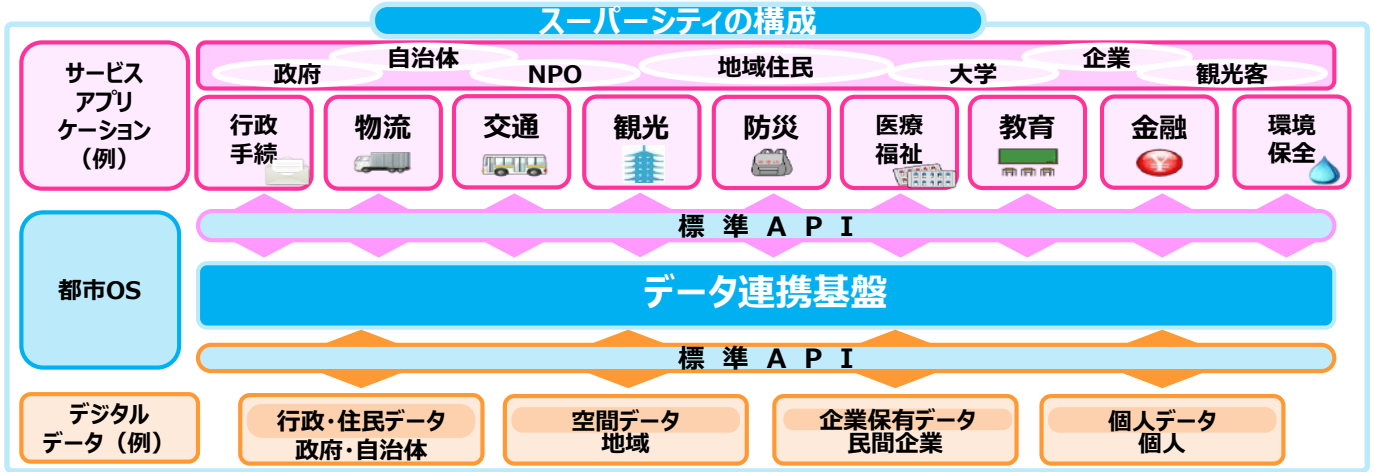 スーパーシティの構成
サービス
アプリ
ケーション
（例）
政府
自治体
NPO
地域住民
大学
企業
観光客
行政
手続
物流
交通
観光
防災
医療
福祉
教育
金融
環境
保全
標 準 A P I
都市OS
データ連携基盤
標 準 A P I
デジタル
データ（例）
行政・住民データ
政府・自治体
空間データ
地域
企業保有データ
民間企業
個人データ
個人